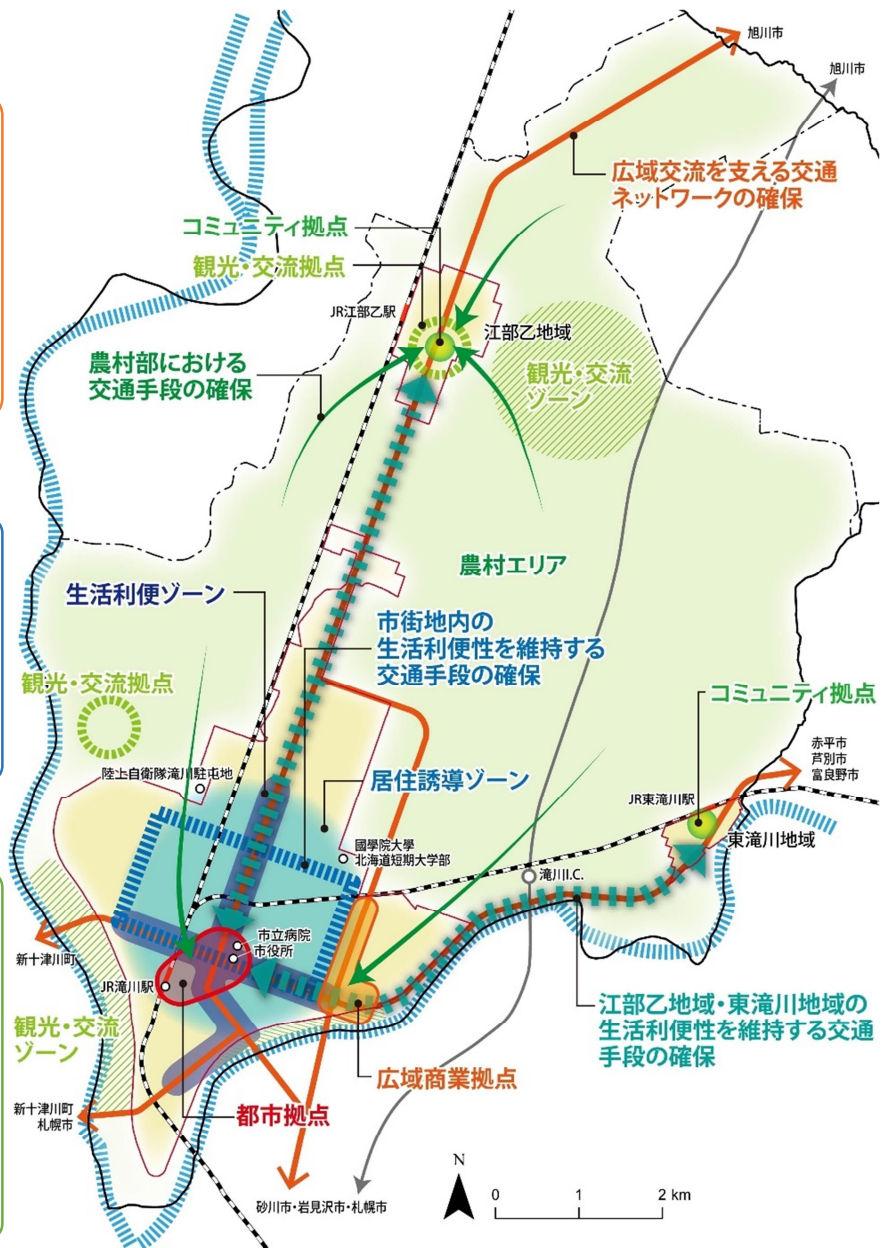 旭川市
旭川市
広域交流を支える交通
ネットワークの確保
コミュニティ拠点
観光・交流拠点
JR江部乙駅
江部乙地域
農村部における
交通手段の確保
観光・交流
ゾーン
農村エリア
生活利便ゾーン
市街地内の
生活利便性を維持する
交通手段の確保
観光・交流拠点
コミュニティ拠点
陸上自衛隊滝川駐屯地
居住誘導ゾーン
赤平市
芦別市
富良野市
JR東滝川駅
東滝川地域
國學院大學
北海道短期大学部
滝川I.C.
市立病院
市役所
新十津川町
JR滝川駅
観光・交流
ゾーン
江部乙地域・東滝川地域の
生活利便性を維持する交通
手段の確保
広域商業拠点
新十津川町
札幌市
都市拠点
砂川市・岩見沢市・札幌市
N
0 1 2 km